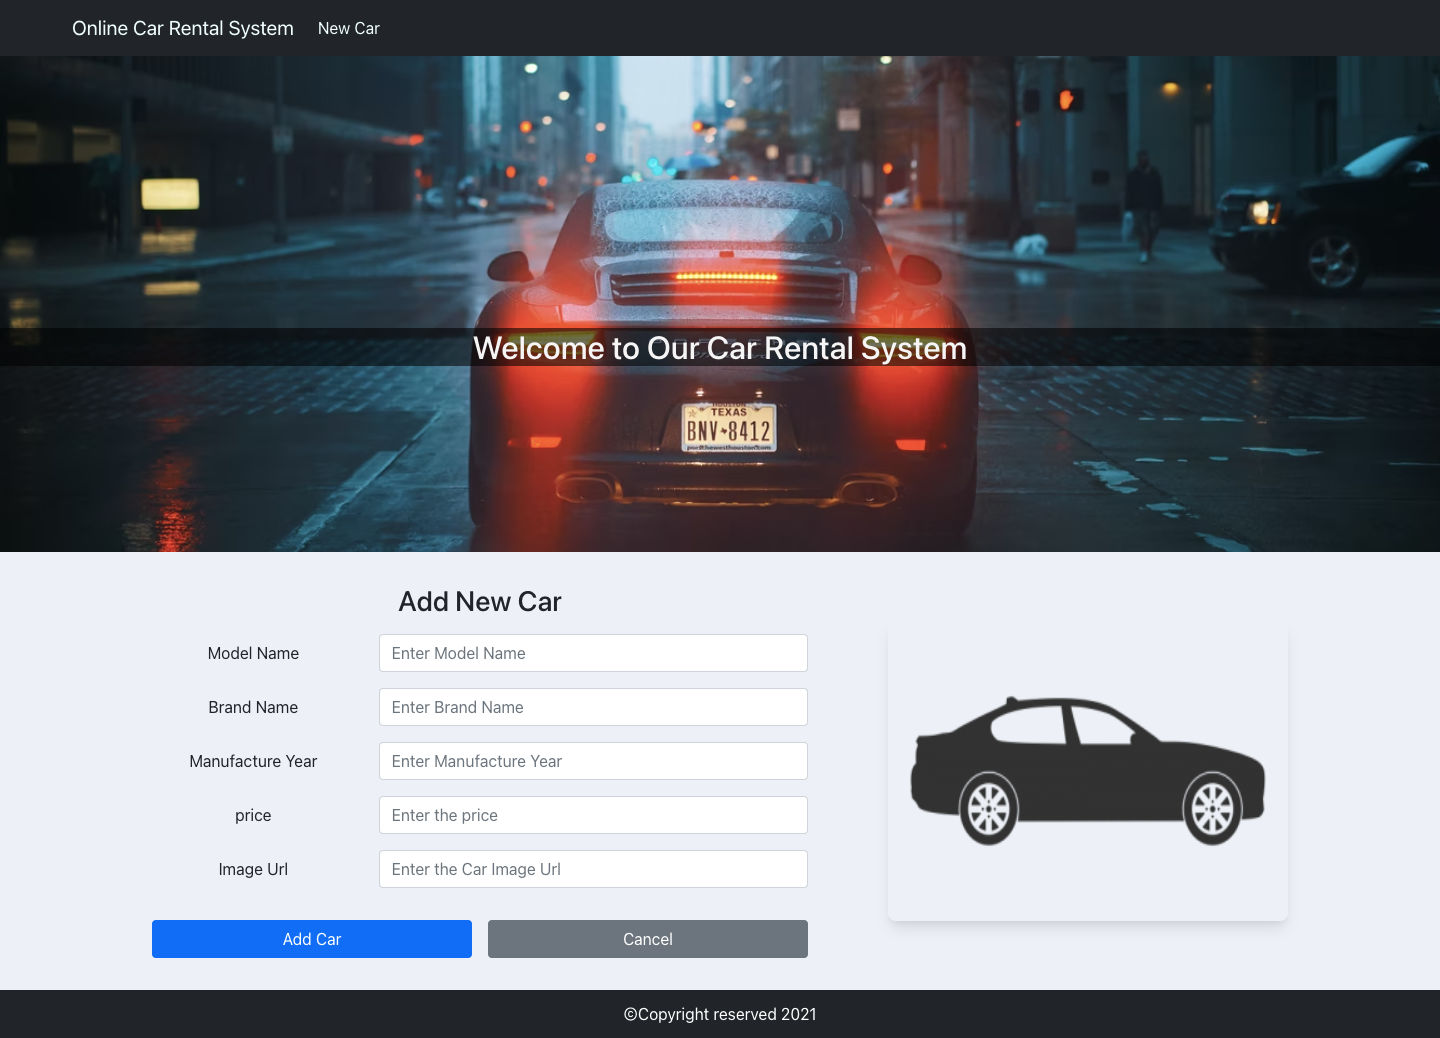 Online Car Rental System New Car
Welcome to Our Car Rental System
HOUSTON
TEXAS
BNV 8412
Add New Car
Model Name Enter Model Name
Brand Name Enter Brand Name
Manufacture Year Enter Manufacture Year
price Enter the price
Image Url Enter the Car Image Url
Add Car Cancel
©Copyright reserved 2021